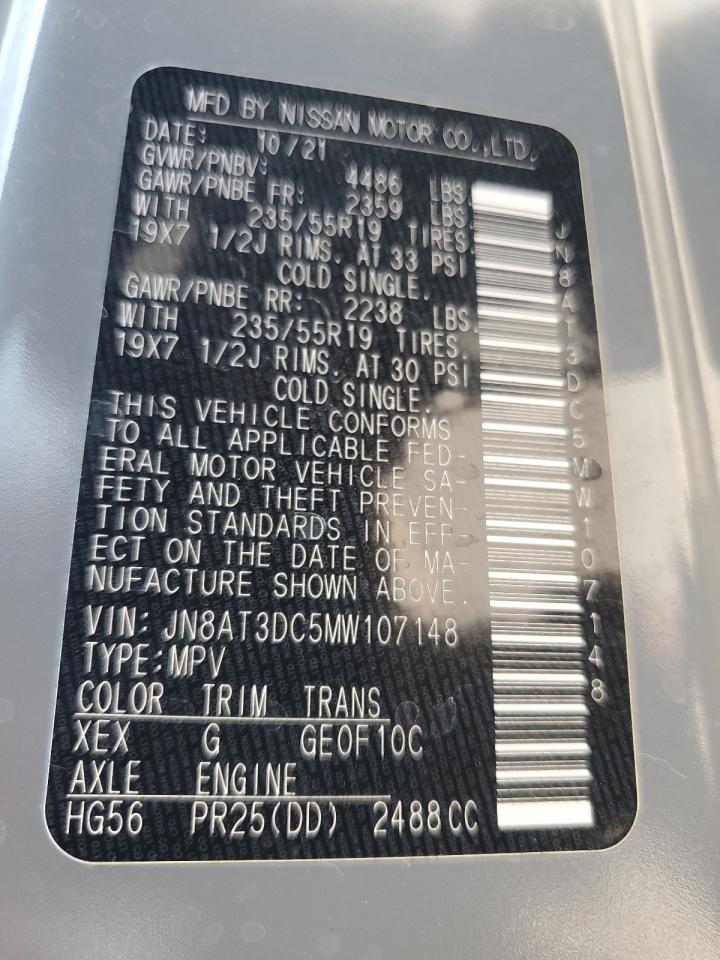 MFD BY NISSAN MOTOR CO.,LTD.
DATE: 10/21
GVWR/PNBV: 4486 LBS
GAWR/PNBE FR: 2359 LBS
WITH 235/55R19 TIRES.
19X7 1/2J RIMS. AT 33 PSI
COLD SINGLE.
GAWR/PNBE RR: 2238 LBS.
WITH 235/55R19 TIRES.
19X7 1/2J RIMS. AT 30 PSI
COLD SINGLE.
THIS VEHICLE CONFORMS
TO ALL APPLICABLE FED-
ERAL MOTOR VEHICLE SA-
FETY AND THEFT PREVEN-
TION STANDARDS IN EFF-
ECT ON THE DATE OF MA-
NUFACTURE SHOWN ABOVE.
VIN: JN8AT3DC5MW107148
TYPE:MPV
COLOR TRIM TRANS
XEX G GEOF10C
AXLE ENGINE
HG56 PR25(DD) 2488CC
JN8AT3DC5MW107148